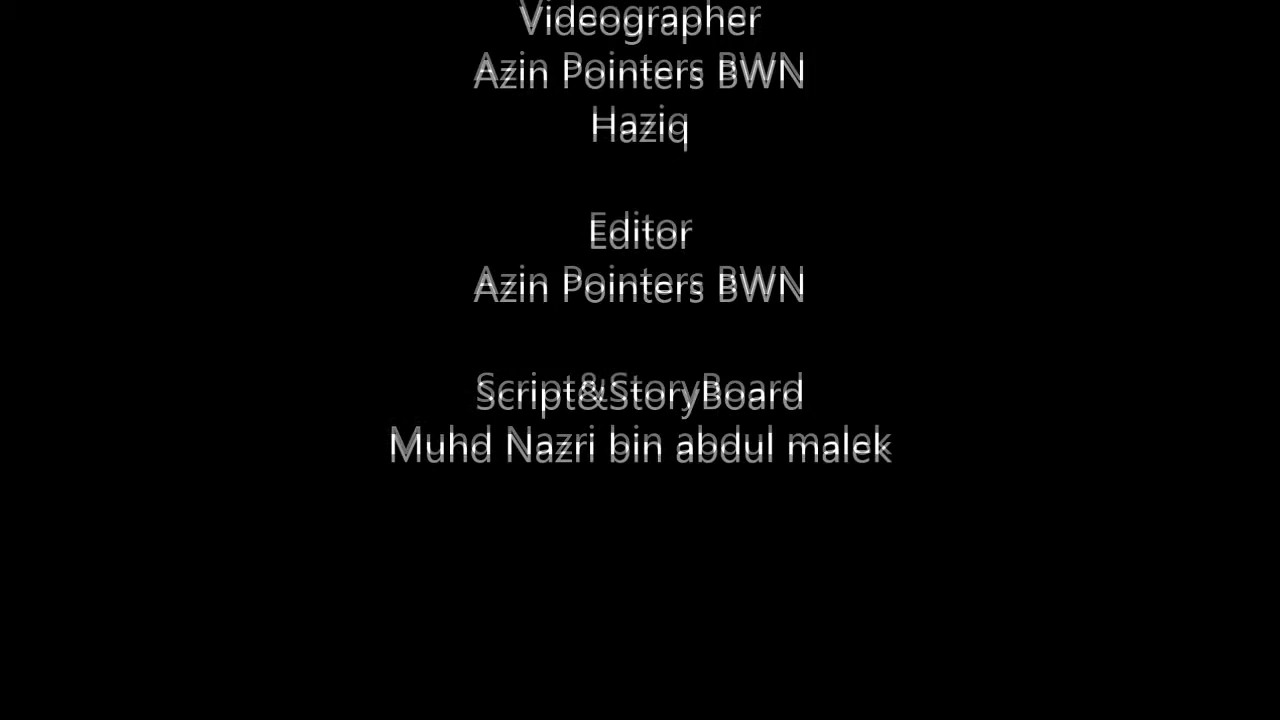 Videographer
Azin Pointers BWN
Haziq
Editor
Azin Pointers BWN
Script&StoryBoard
Muhd Nazri bin abdul malek